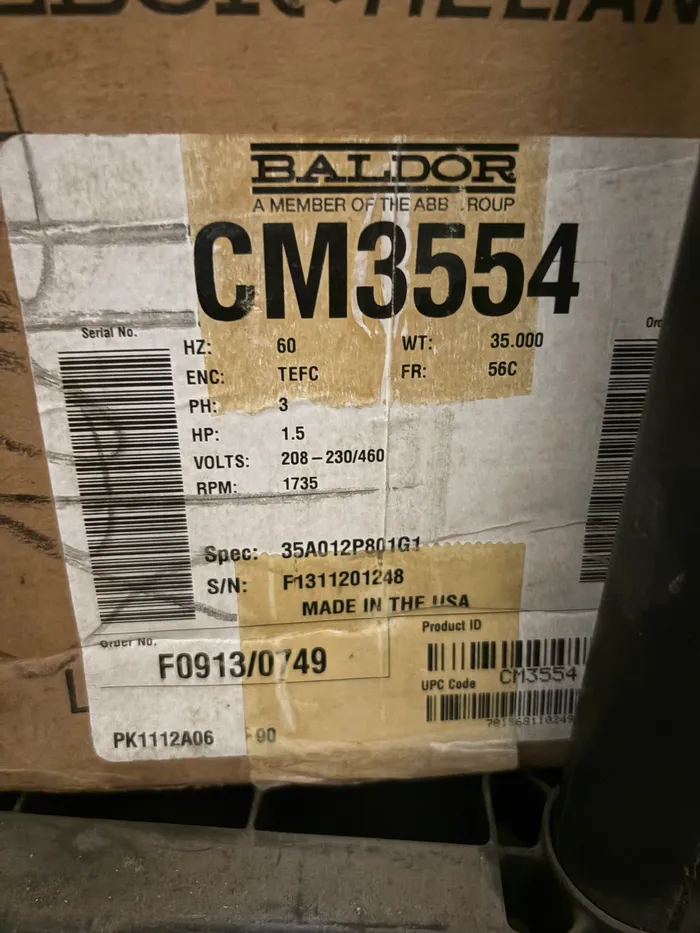 BALDOR
A MEMBER OF THE ABB ROUP
CM3554
Serial No.
HZ: 60 WT: 35.000
ENC: TEFC FR: 56C
PH: 3
HP: 1.5
VOLTS: 208-230/460
RPM: 1735
Spec: 35A012P801G1
S/N: F1311201248
MADE IN THE USA
Order No.
F0913/0749
Product ID
CM3554
UPC Code
PK1112A06 90